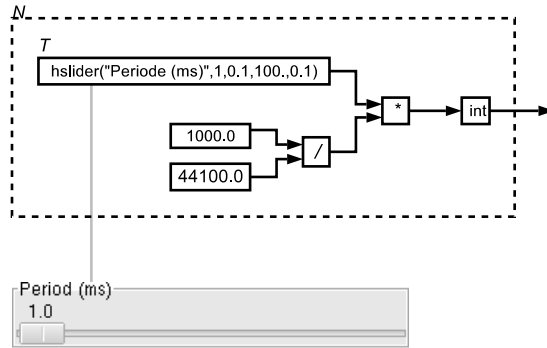 N
T
hslider("Periode (ms)",1,0.1,100.,0.1)
*
int
1000.0
/
44100.0
Period (ms)
1.0